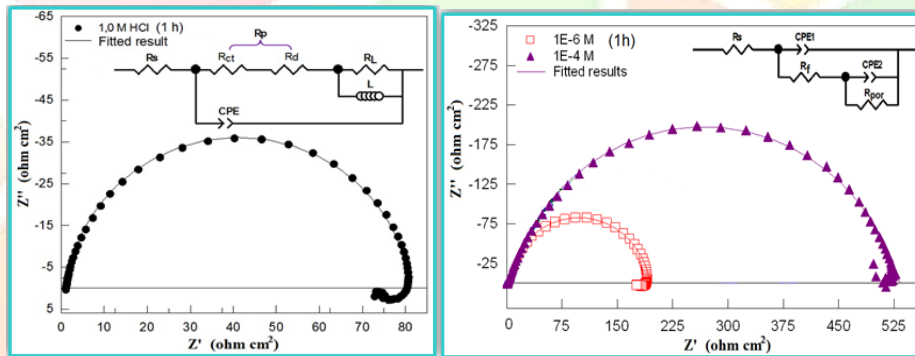 -65
-55
-45
-35
-25
-15
-5
5
Z'' (ohm cm²)
1,0 M HCl (1 h)
Fitted result
Rs
Rp
Rct
Rd
RL
L
CPE
0 10 20 30 40 50 60 70 80
Z' (ohm cm²)
-325
-275
-225
-175
-125
-75
-25
Z'' (ohm cm²)
1E-6 M (1h)
1E-4 M
Fitted results
Rs
CPE1
Rf
CPE2
Rpor
0 75 150 225 300 375 450 525
Z' (ohm cm²)